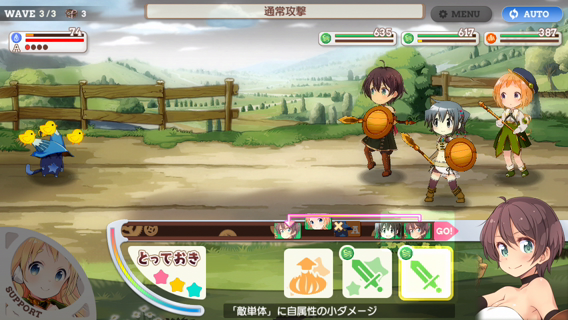 WAVE 3/3 3
通常攻撃
MENU
AUTO
74
A
635
617
387
GO!
とっておき
SUPPORT
「敵単体」に自属性の小ダメージ